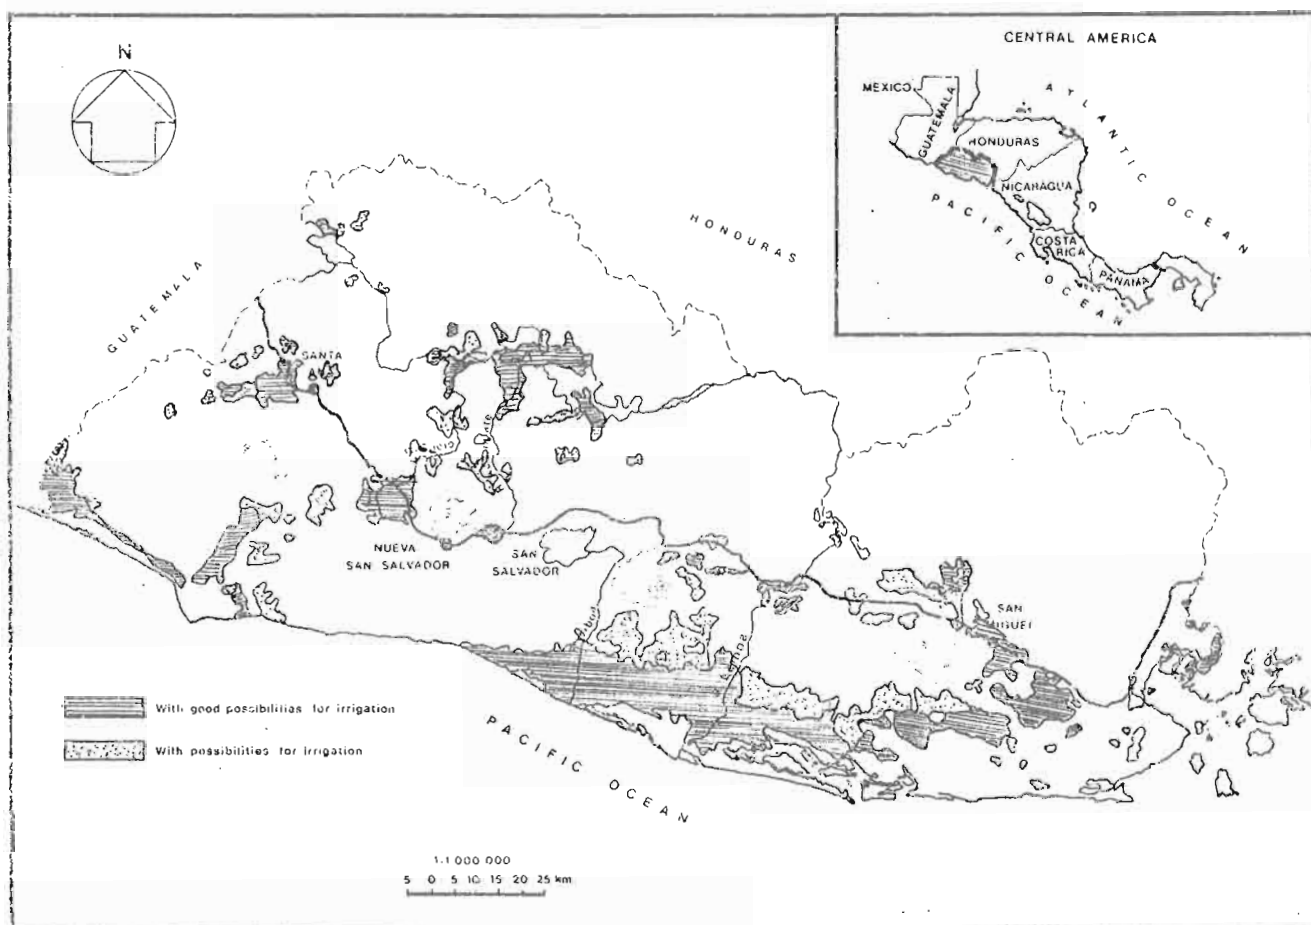 N
CENTRAL AMERICA
MEXICO
GUATEMALA
HONDURAS
NICARAGUA
COSTA
RICA
PANAMA
ATLANTIC OCEAN
PACIFIC OCEAN
GUATEMALA
HONDURAS
SANTA
NUEVA
SAN SALVADOR
SAN
SALVADOR
SAN
With good possibilities for irrigation
With possibilities for irrigation
PACIFIC OCEAN
1:1 000 000
5 0 5 10 15 20 25 km